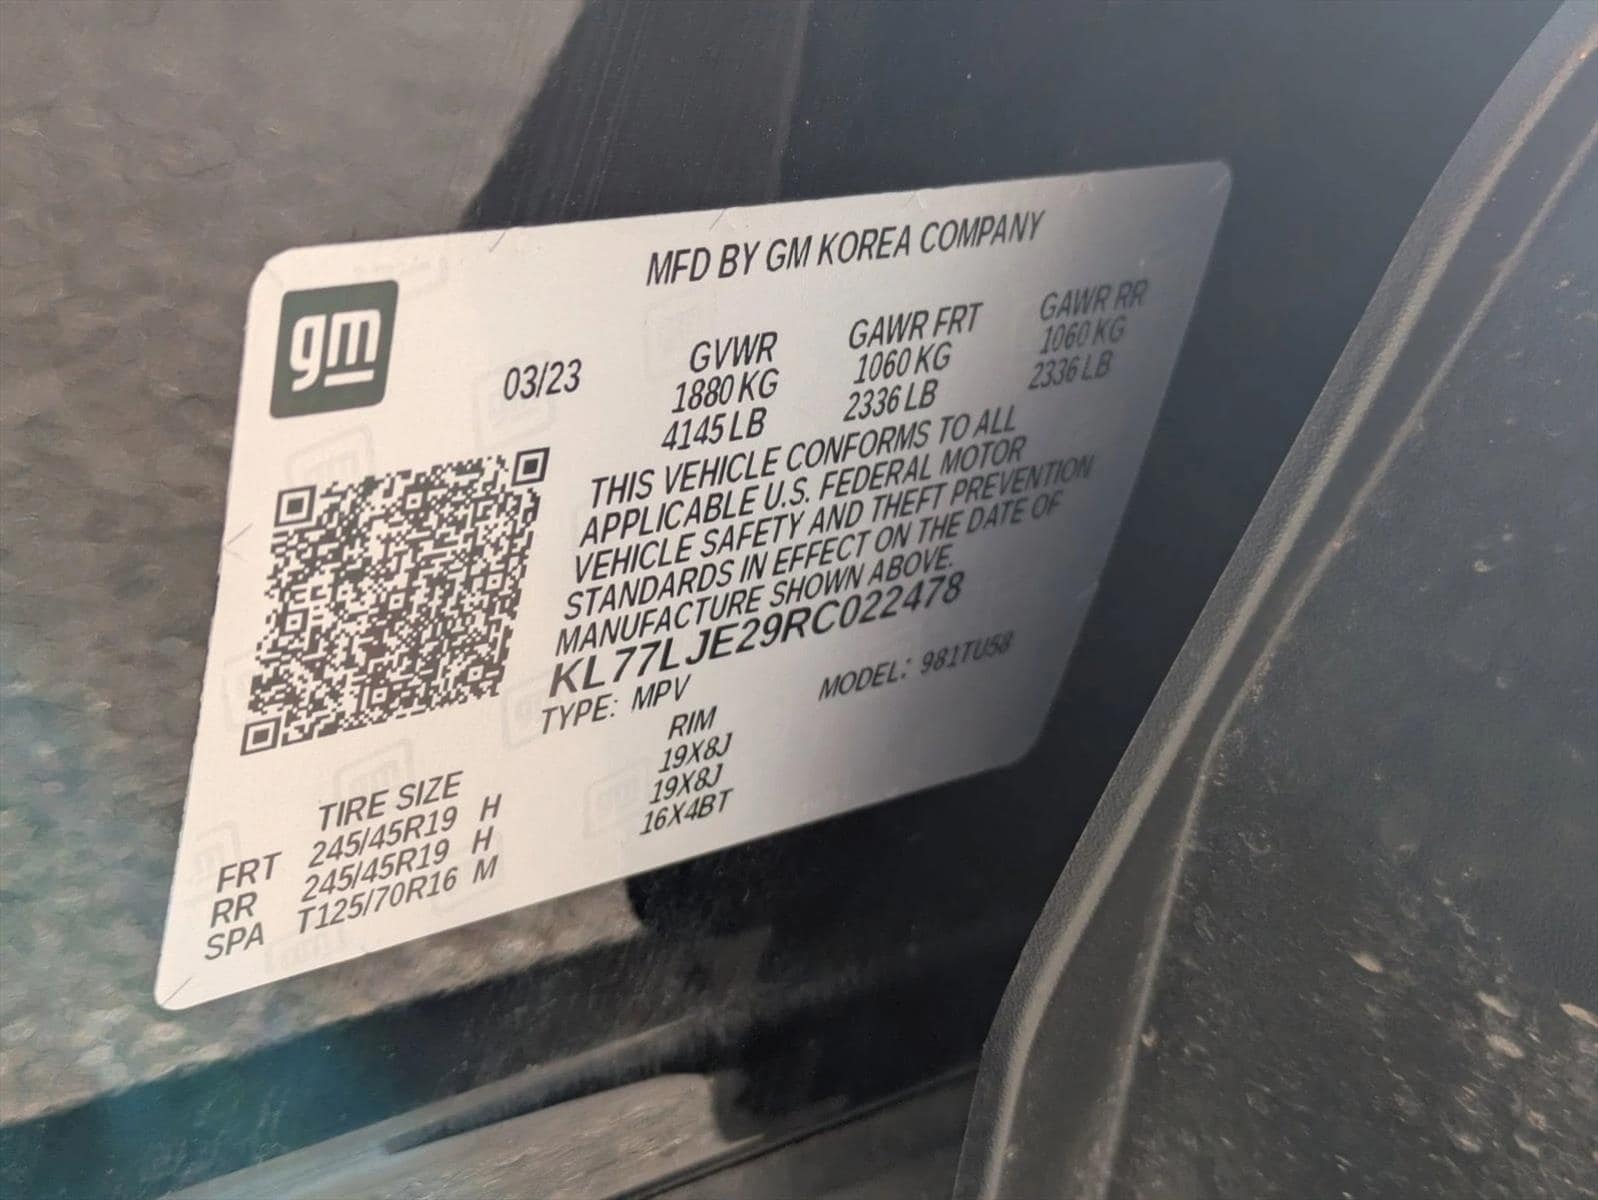 MFD BY GM KOREA COMPANY
gm
03/23
GVWR GAWR FRT GAWR RR
1880 KG 1060 KG 1060 KG
4145 LB 2336 LB 2336 LB
THIS VEHICLE CONFORMS TO ALL
APPLICABLE U.S. FEDERAL MOTOR
VEHICLE SAFETY AND THEFT PREVENTION
STANDARDS IN EFFECT ON THE DATE OF
MANUFACTURE SHOWN ABOVE.
KL77LJE29RC022478
TYPE: MPV MODEL: 981TU58
TIRE SIZE RIM
FRT 245/45R19 H 19X8J
RR 245/45R19 H 19X8J
SPA T125/70R16 M 16X4BT